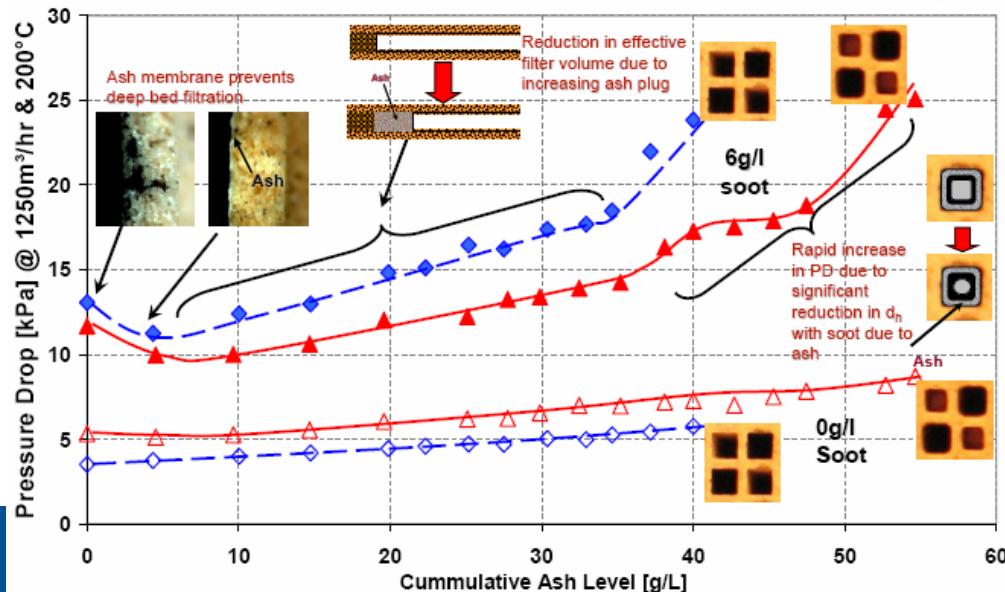 Pressure Drop [kPa] @ 1250m³/hr & 200°C
30
25
20
15
10
5
0
0
10
20
30
40
50
60
Cummulative Ash Level [g/L]
Ash membrane prevents
deep bed filtration
Ash
Ash
Reduction in effective
filter volume due to
increasing ash plug
6g/l
soot
Rapid increase
in PD due to
significant
reduction in dh
with soot due to
ash
Ash
0g/l
Soot